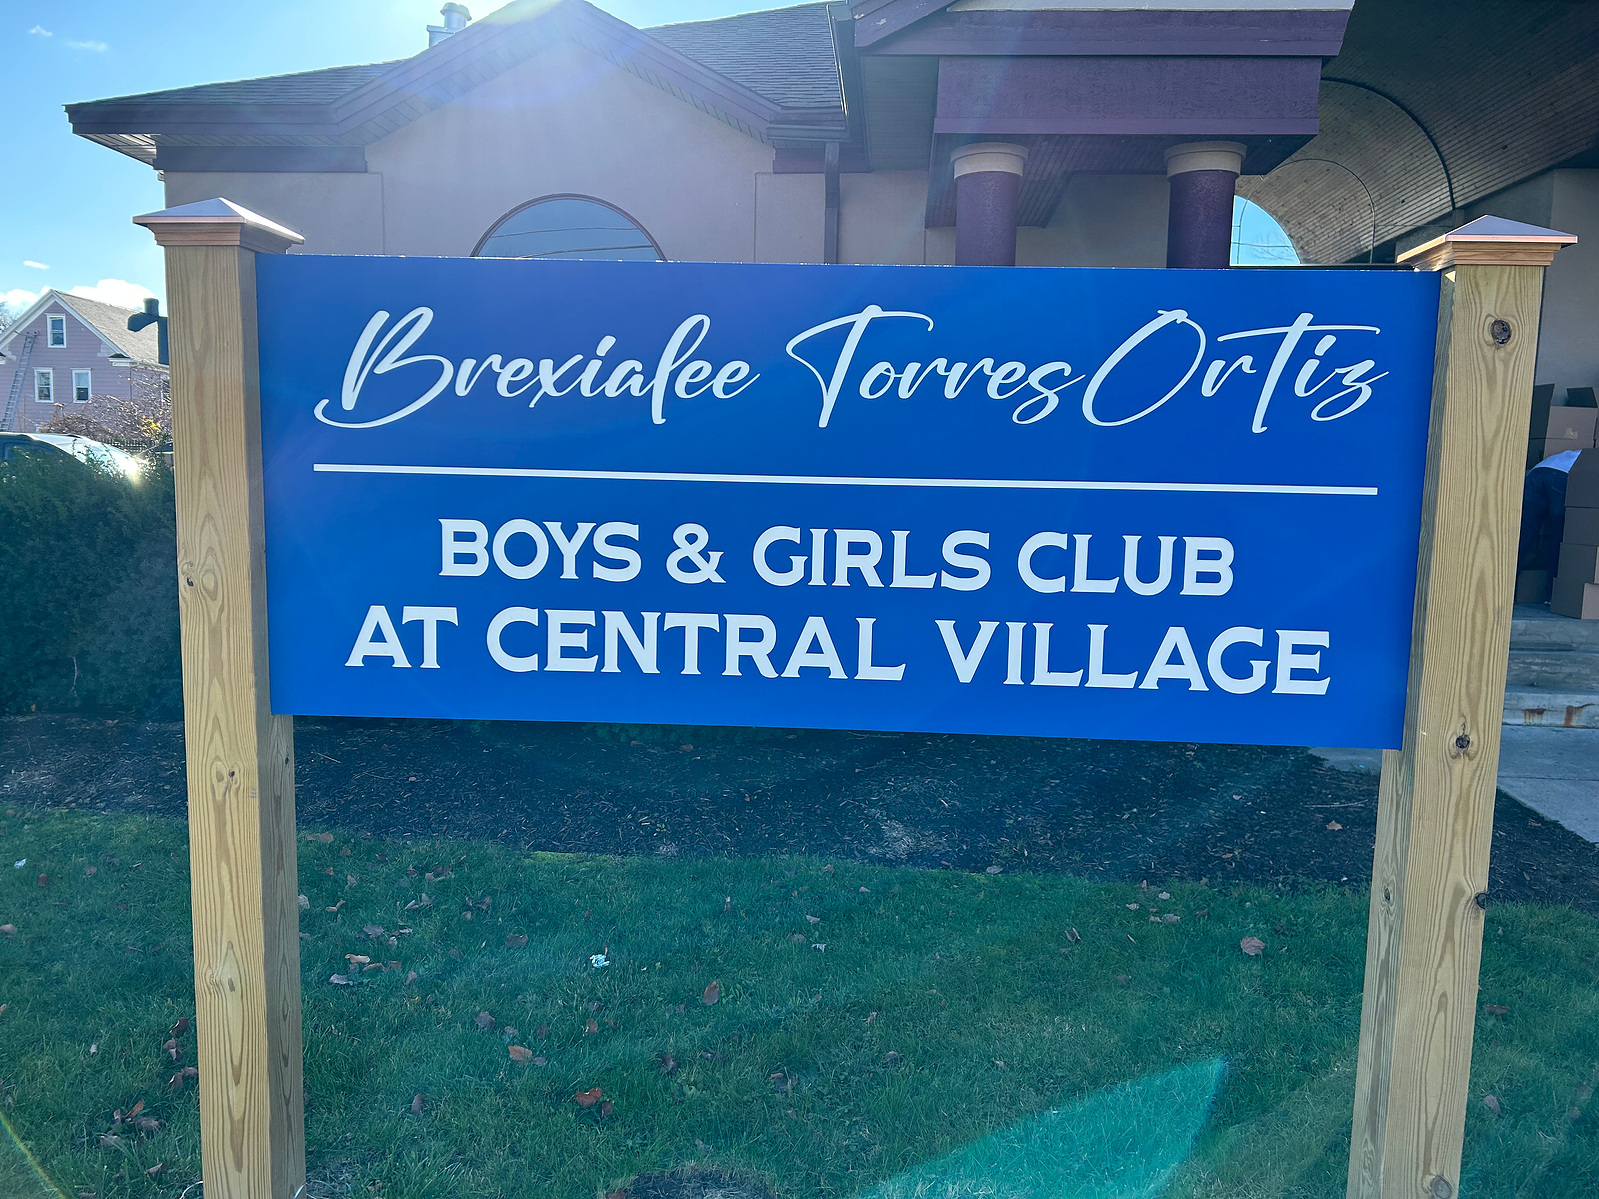 Brexialee Torres Ortiz
BOYS & GIRLS CLUB
AT CENTRAL VILLAGE